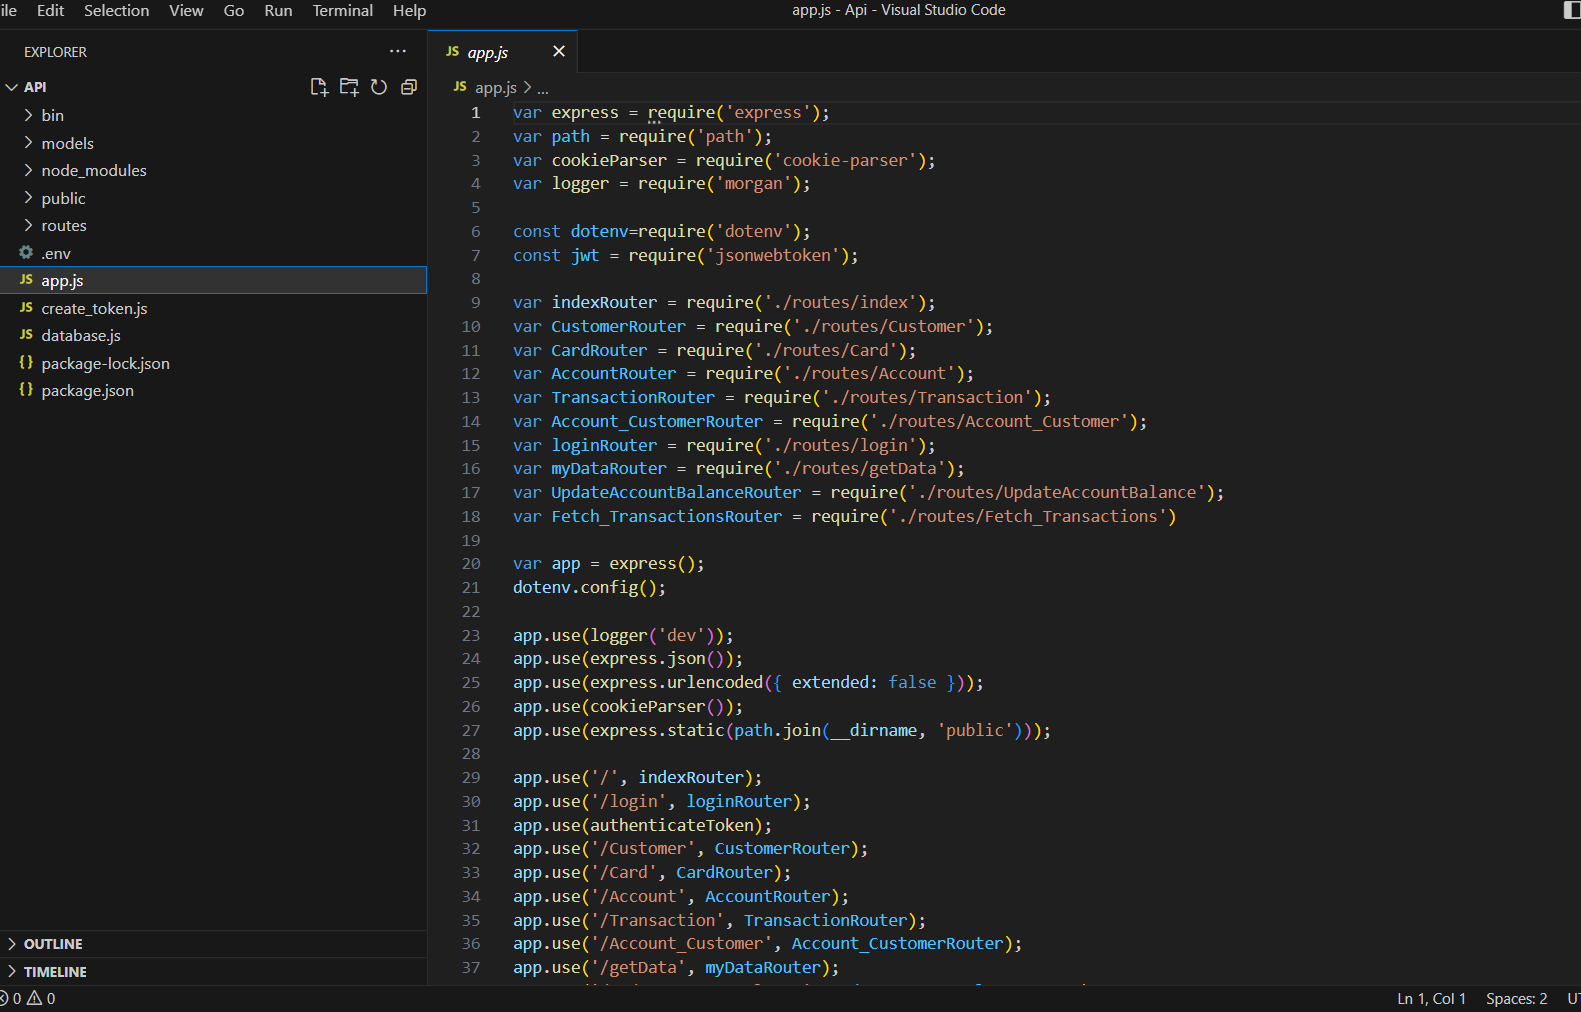 ile Edit Selection View Go Run Terminal Help
app.js - Api - Visual Studio Code
EXPLORER
API
bin
models
node_modules
public
routes
.env
JS app.js
JS create_token.js
JS database.js
{} package-lock.json
{} package.json
OUTLINE
TIMELINE
JS app.js
JS app.js > ...
1 var express = require('express');
2 var path = require('path');
3 var cookieParser = require('cookie-parser');
4 var logger = require('morgan');
5
6 const dotenv=require('dotenv');
7 const jwt = require('jsonwebtoken');
8
9 var indexRouter = require('./routes/index');
10 var CustomerRouter = require('./routes/Customer');
11 var CardRouter = require('./routes/Card');
12 var AccountRouter = require('./routes/Account');
13 var TransactionRouter = require('./routes/Transaction');
14 var Account_CustomerRouter = require('./routes/Account_Customer');
15 var loginRouter = require('./routes/login');
16 var myDataRouter = require('./routes/getData');
17 var UpdateAccountBalanceRouter = require('./routes/UpdateAccountBalance');
18 var Fetch_TransactionsRouter = require('./routes/Fetch_Transactions')
19
20 var app = express();
21 dotenv.config();
22
23 app.use(logger('dev'));
24 app.use(express.json());
25 app.use(express.urlencoded({ extended: false }));
26 app.use(cookieParser());
27 app.use(express.static(path.join(__dirname, 'public')));
28
29 app.use('/', indexRouter);
30 app.use('/login', loginRouter);
31 app.use(authenticateToken);
32 app.use('/Customer', CustomerRouter);
33 app.use('/Card', CardRouter);
34 app.use('/Account', AccountRouter);
35 app.use('/Transaction', TransactionRouter);
36 app.use('/Account_Customer', Account_CustomerRouter);
37 app.use('/getData', myDataRouter);
0 0
Ln 1, Col 1 Spaces: 2 UT